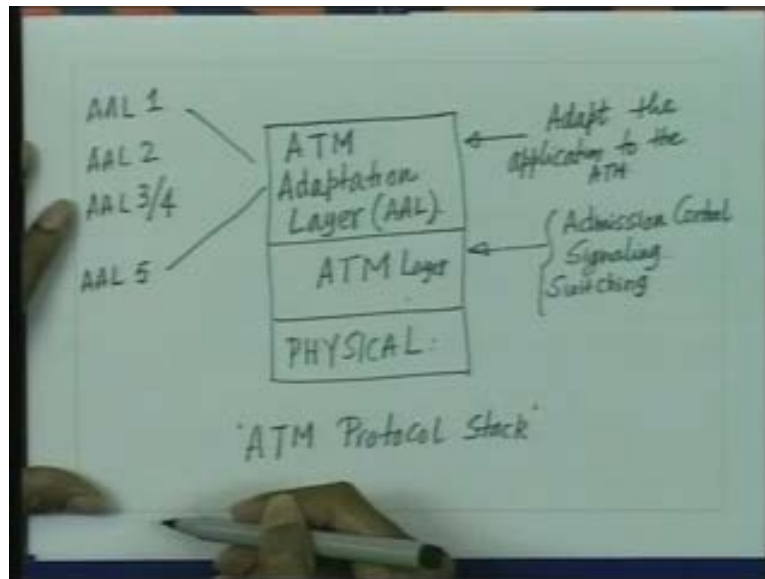 AAL 1
AAL 2
AAL 3/4
AAL 5
ATM
Adaptation
Layer (AAL).
ATM Layer
PHYSICAL.
Adapt the
application to the
ATM
Admission Control
Signaling
Switching
'ATM Protocol Stack'